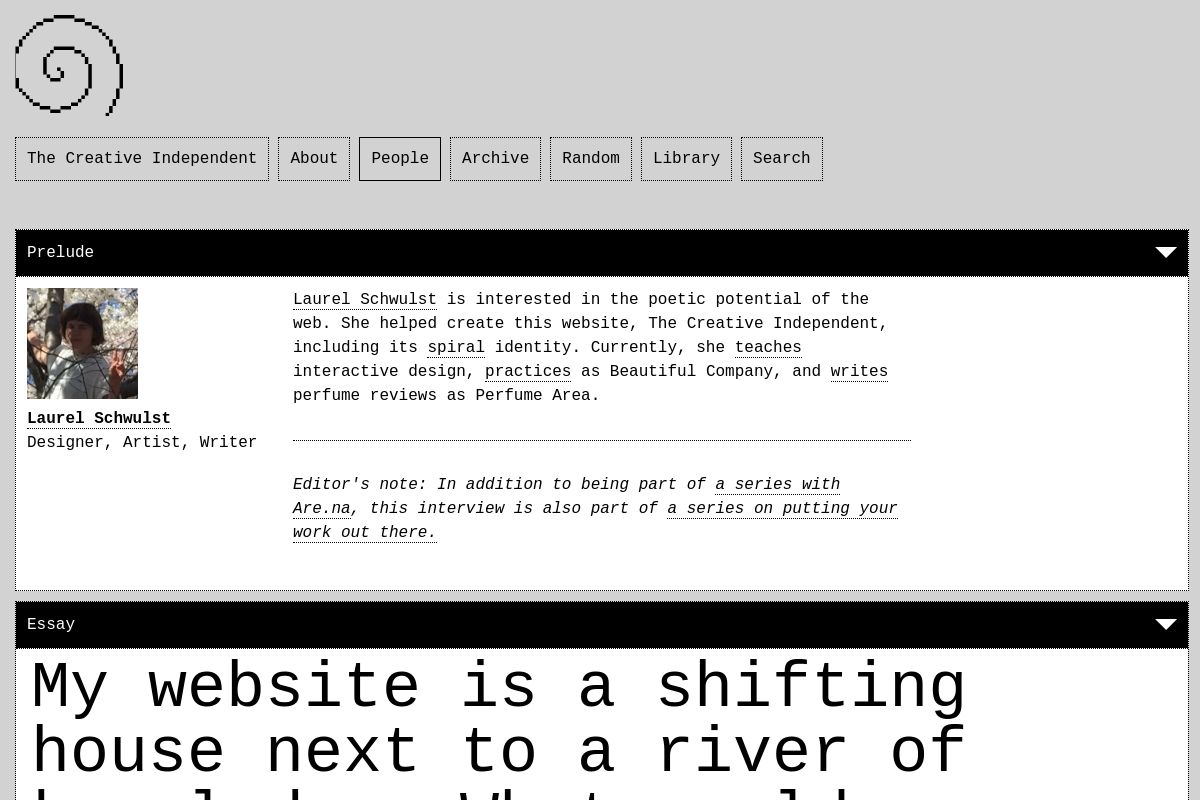 The Creative Independent About People Archive Random Library Search
Prelude
Laurel Schwulst
Designer, Artist, Writer
Laurel Schwulst is interested in the poetic potential of the
web. She helped create this website, The Creative Independent,
including its spiral identity. Currently, she teaches
interactive design, practices as Beautiful Company, and writes
perfume reviews as Perfume Area.
Editor's note: In addition to being part of a series with
Are.na, this interview is also part of a series on putting your
work out there.
Essay
My website is a shifting
house next to a river of